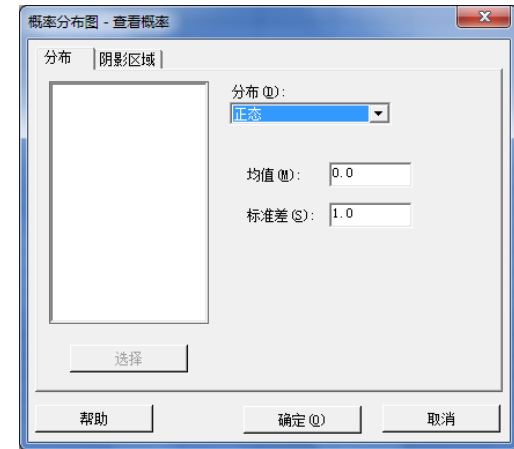 概率分布图 - 查看概率
分布 阴影区域
分布(D):
正态
均值(M): 0.0
标准差(S): 1.0
选择
帮助 确定(O) 取消